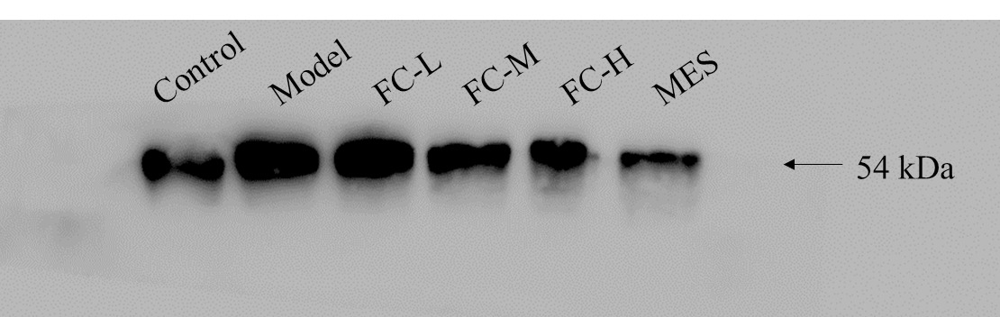 Control
Model
FC-L
FC-M
FC-H
MES
54 kDa